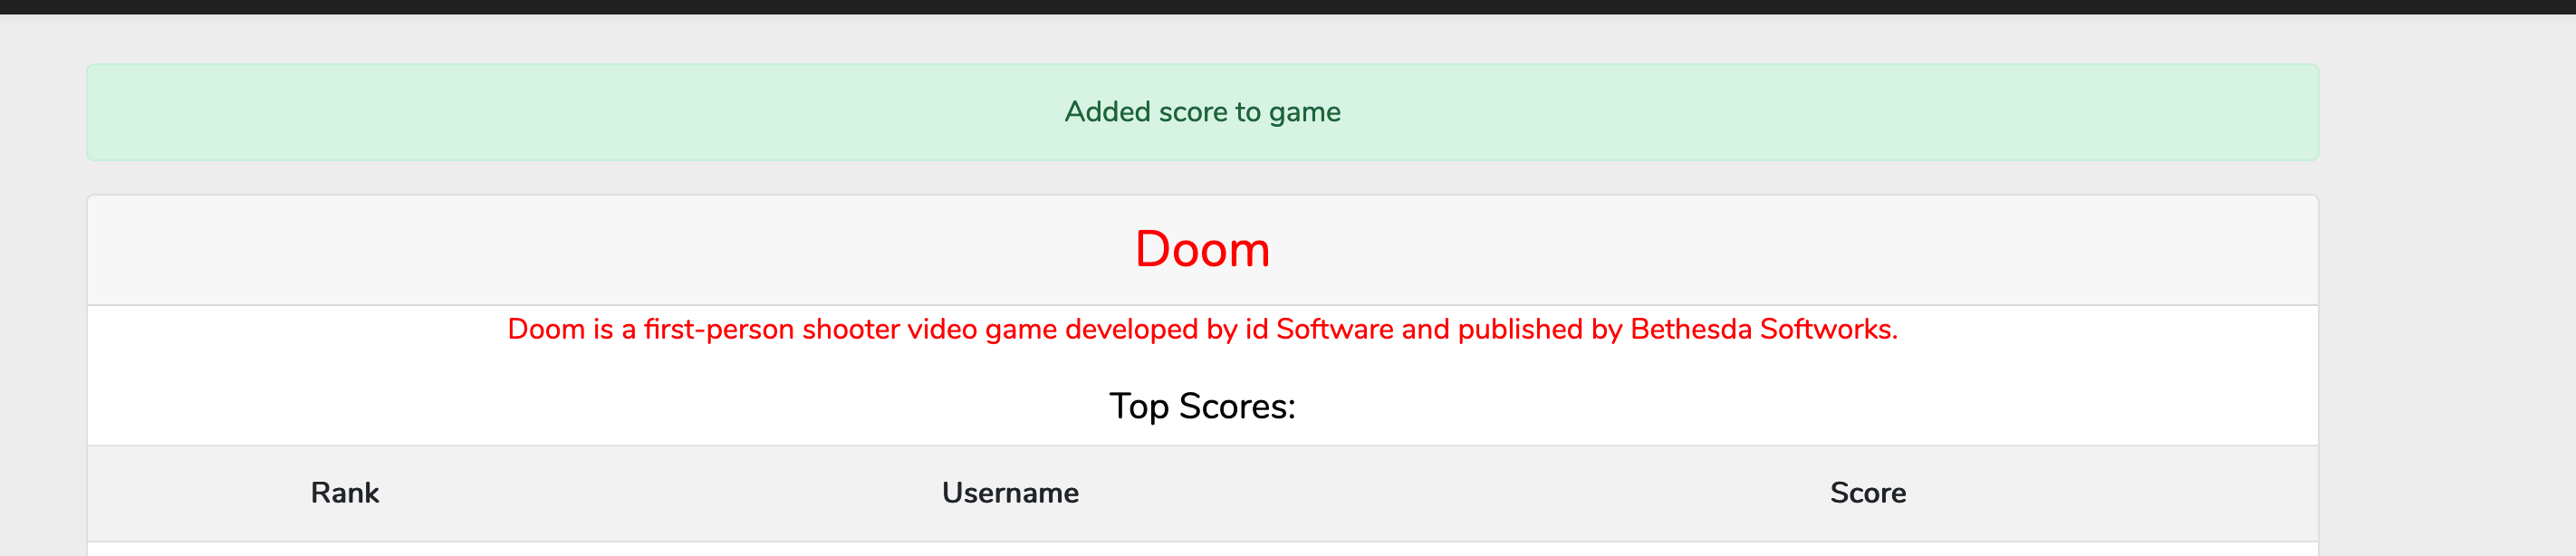 Added score to game
Doom
Doom is a first-person shooter video game developed by id Software and published by Bethesda Softworks.
Top Scores:
Rank Username Score